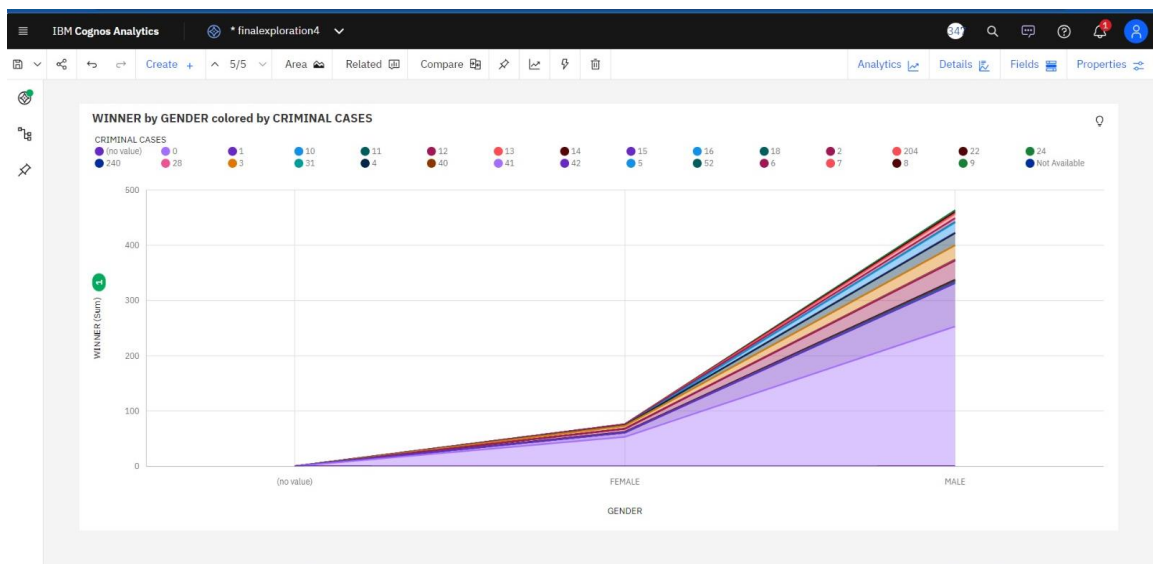 IBM Cognos Analytics
* finalexploration4
1
Create +
5/5
Area
Related
Compare
Analytics
Details
Fields
Properties
WINNER by GENDER colored by CRIMINAL CASES
CRIMINAL CASES
(no value) 0 1 10 11 12 13 14 15 16 18 2 204 22 24
240 28 3 31 4 40 41 42 5 52 6 7 8 9 Not Available
500
400
300
200
100
0
WINNER (Sum)
(no value) FEMALE MALE
GENDER